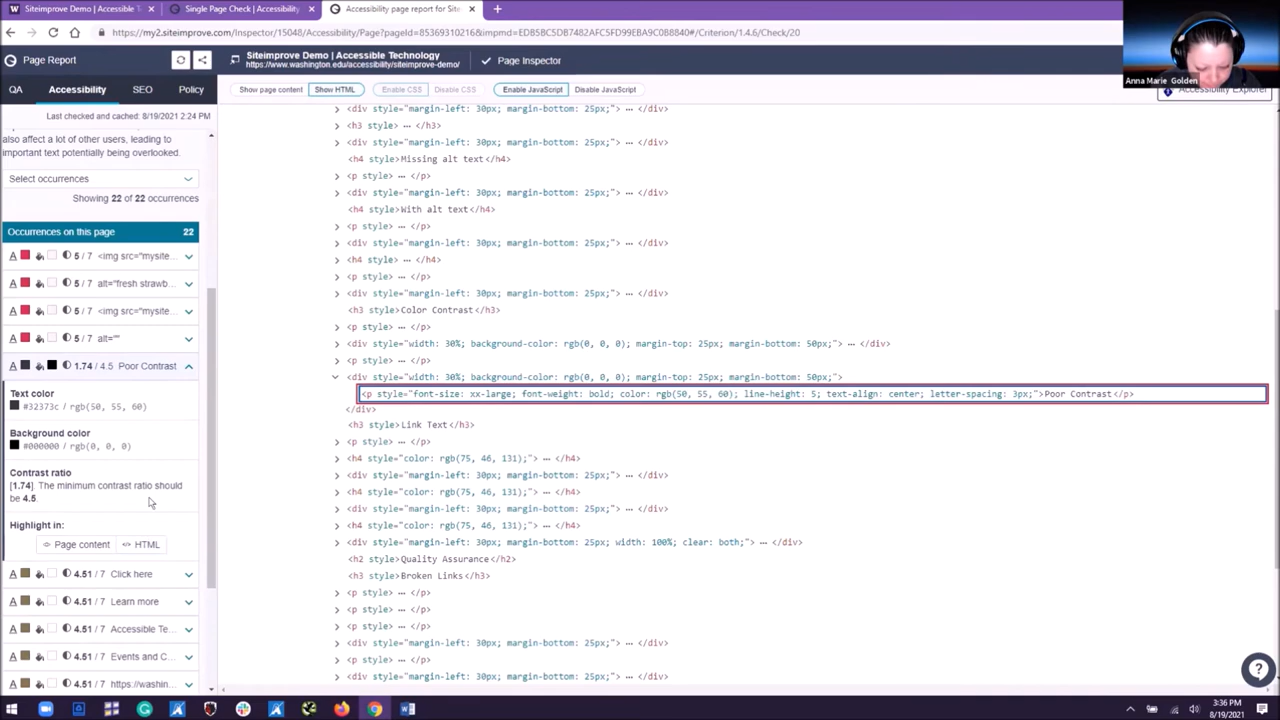 Siteimprove Demo | Accessible T
Single Page Check | Accessibility
Accessibility page report for Site
https://my2.siteimprove.com/Inspector/15048/Accessibility/Page?pageId=85369310216&impmd=EDB5BC5DB7482AFC5FD99EBA9C0B8840#/Criterion/1.4.6/Check/20
Page Report
Siteimprove Demo | Accessible Technology
https://www.washington.edu/accessibility/siteimprove-demo/
Page Inspector
Anna Marie Golden
QA
Accessibility
SEO
Policy
Show page content
Show HTML
Enable CSS
Disable CSS
Enable JavaScript
Disable JavaScript
Accessibility Explorer
Last checked and cached: 8/19/2021 2:24 PM
also affect a lot of other users, leading to
important text potentially being overlooked.
Select occurrences
Showing 22 of 22 occurrences
Occurrences on this page 22
5 / 7 <img src="mysite...
5 / 7 alt="fresh strawb...
5 / 7 <img src="mysite...
5 / 7 alt=""
1.74 / 4.5 Poor Contrast
Text color
#32373c / rgb(50, 55, 60)
Background color
#000000 / rgb(0, 0, 0)
Contrast ratio
[1.74]. The minimum contrast ratio should
be 4.5.
Highlight in:
Page content
HTML
4.51 / 7 Click here
4.51 / 7 Learn more
4.51 / 7 Accessible Te...
4.51 / 7 Events and C...
4.51 / 7 https://washin...
<div style="margin-left: 30px; margin-bottom: 25px;"> … </div>
<h3 style> … </h3>
<div style="margin-left: 30px; margin-bottom: 25px;"> … </div>
<h4 style>Missing alt text</h4>
<p style> … </p>
<div style="margin-left: 30px; margin-bottom: 25px;"> … </div>
<h4 style>With alt text</h4>
<p style> … </p>
<div style="margin-left: 30px; margin-bottom: 25px;"> … </div>
<h4 style> … </h4>
<p style> … </p>
<div style="margin-left: 30px; margin-bottom: 25px;"> … </div>
<h3 style>Color Contrast</h3>
<p style> … </p>
<div style="width: 30%; background-color: rgb(0, 0, 0); margin-top: 25px; margin-bottom: 50px;"> … </div>
<p style> … </p>
<div style="width: 30%; background-color: rgb(0, 0, 0); margin-top: 25px; margin-bottom: 50px;">
<p style="font-size: xx-large; font-weight: bold; color: rgb(50, 55, 60); line-height: 5; text-align: center; letter-spacing: 3px;">Poor Contrast</p>
</div>
<h3 style>Link Text</h3>
<p style> … </p>
<h4 style="color: rgb(75, 46, 131);"> … </h4>
<div style="margin-left: 30px; margin-bottom: 25px;"> … </div>
<h4 style="color: rgb(75, 46, 131);"> … </h4>
<div style="margin-left: 30px; margin-bottom: 25px;"> … </div>
<h4 style="color: rgb(75, 46, 131);"> … </h4>
<div style="margin-left: 30px; margin-bottom: 25px; width: 100%; clear: both;"> … </div>
<h2 style>Quality Assurance</h2>
<h3 style>Broken Links</h3>
<p style> … </p>
<p style> … </p>
<p style> … </p>
<div style="margin-left: 30px; margin-bottom: 25px;"> … </div>
<p style> … </p>
<div style="margin-left: 30px; margin-bottom: 25px;"> … </div>
3:36 PM
8/19/2021